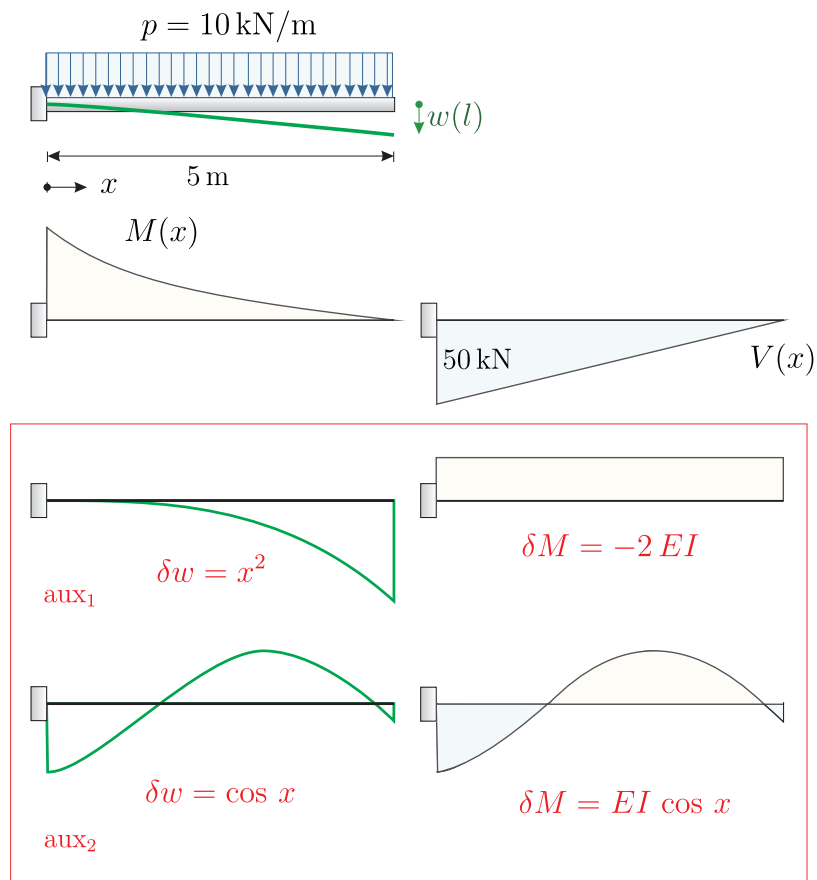 p = 10 kN/m
w(l)
5 m
x
M(x)
50 kN
V(x)
δw = x²
δM = −2 EI
aux₁
δw = cos x
δM = EI cos x
aux₂